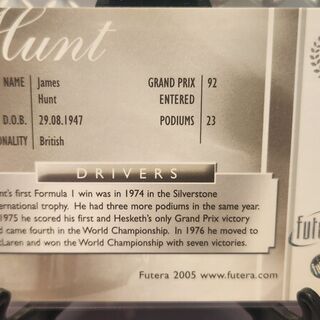 Hunt
NAME James Hunt
GRAND PRIX ENTERED 92
D.O.B. 29.08.1947
PODIUMS 23
ONALITY British
DRIVERS
nt's first Formula 1 win was in 1974 in the Silverstone
ernational trophy. He had three more podiums in the same year.
1975 he scored his first and Hesketh's only Grand Prix victory
d came fourth in the World Championship. In 1976 he moved to
cLaren and won the World Championship with seven victories.
Futera 2005 www.futera.com
futera